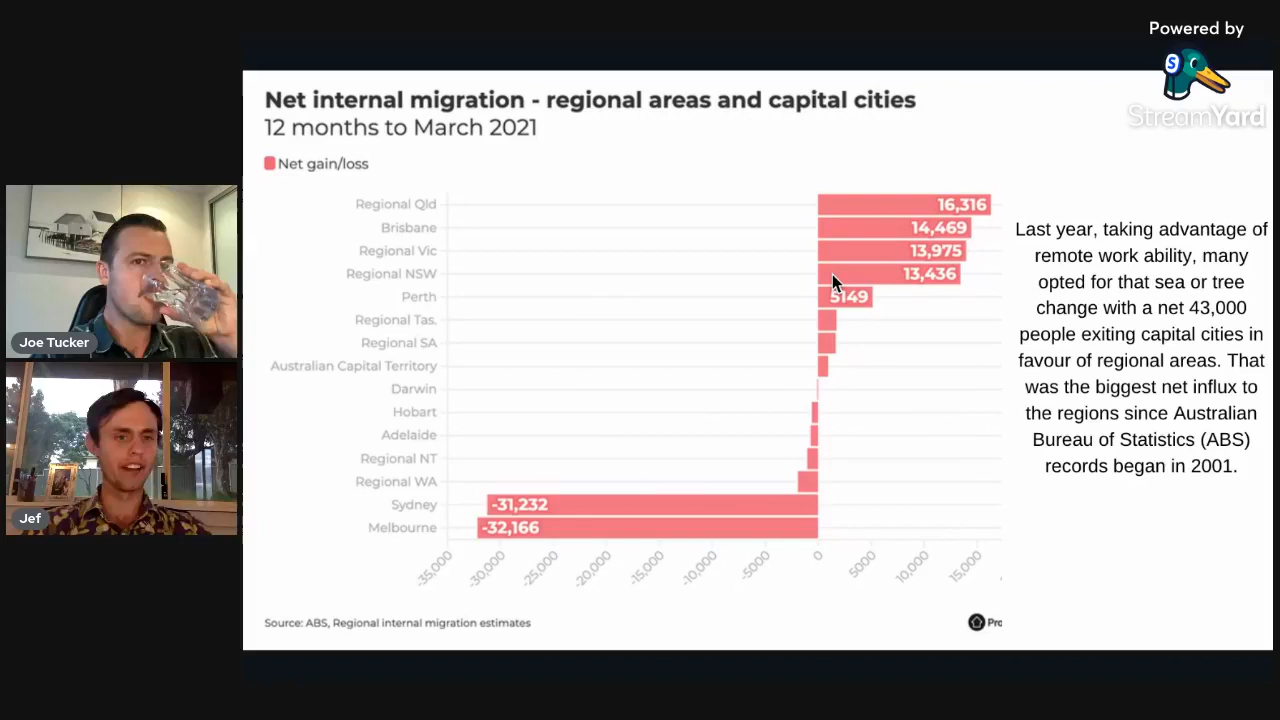 Powered by
S
StreamYard
Net internal migration - regional areas and capital cities
12 months to March 2021
Net gain/loss
Regional Qld 16,316
Brisbane 14,469
Regional Vic 13,975
Regional NSW 13,436
Perth 5149
Regional Tas.
Regional SA
Australian Capital Territory
Darwin
Hobart
Adelaide
Regional NT
Regional WA
Sydney -31,232
Melbourne -32,166
-35,000 -30,000 -25,000 -20,000 -15,000 -10,000 -5000 0 5000 10,000 15,000
Source: ABS, Regional internal migration estimates
Pro
Last year, taking advantage of
remote work ability, many
opted for that sea or tree
change with a net 43,000
people exiting capital cities in
favour of regional areas. That
was the biggest net influx to
the regions since Australian
Bureau of Statistics (ABS)
records began in 2001.
Joe Tucker
Jef